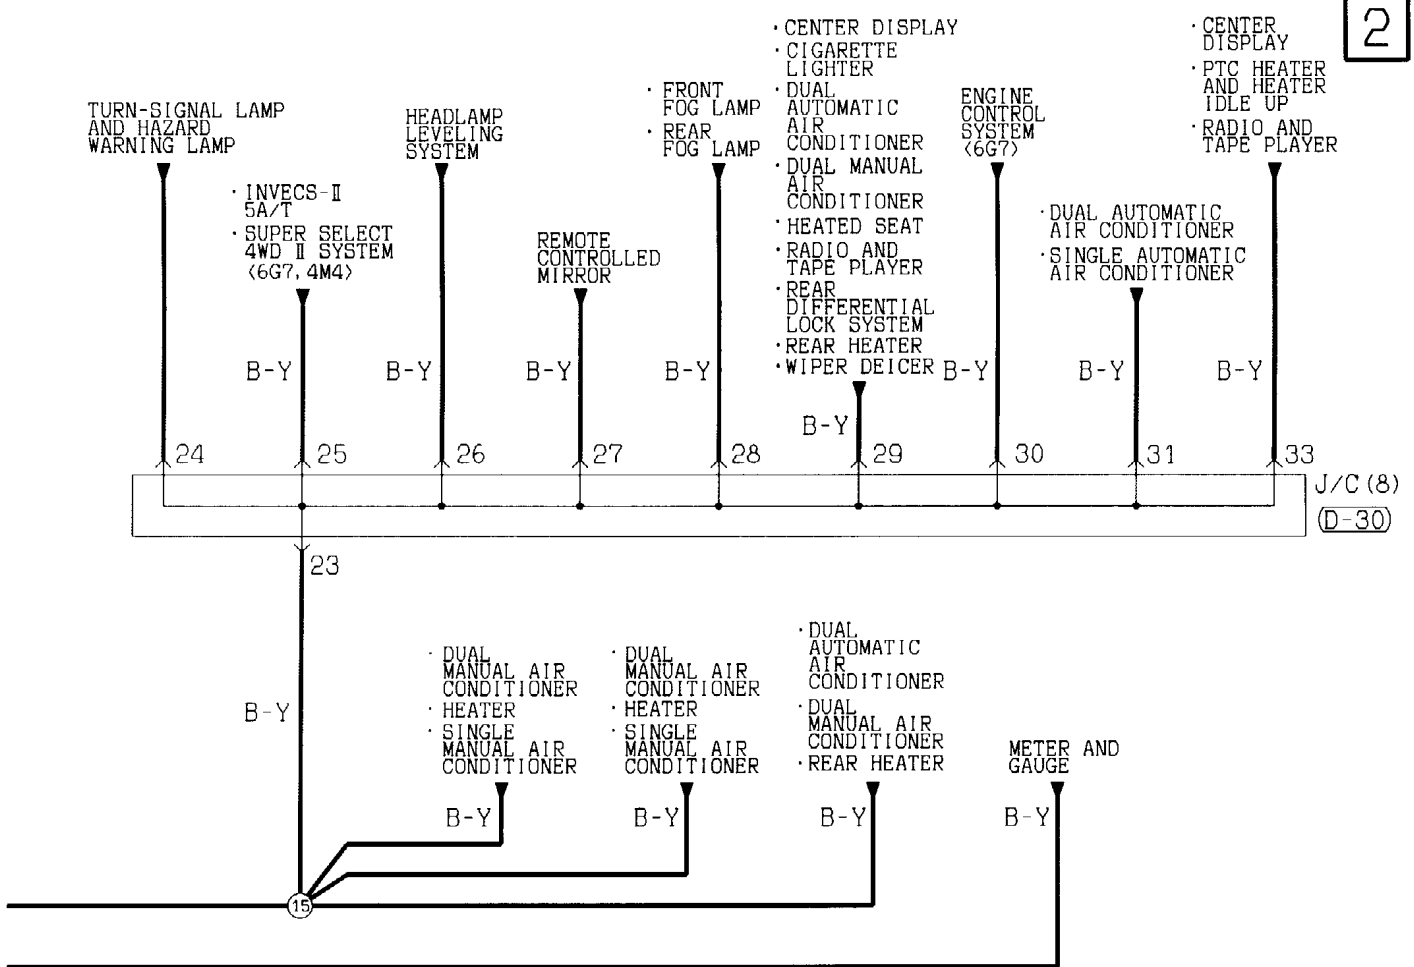 2
TURN-SIGNAL LAMP
AND HAZARD
WARNING LAMP
· INVECS-Ⅱ
5A/T
· SUPER SELECT
4WD Ⅱ SYSTEM
<6G7, 4M4>
HEADLAMP
LEVELING
SYSTEM
REMOTE
CONTROLLED
MIRROR
· FRONT
FOG LAMP
· REAR
FOG LAMP
· CENTER DISPLAY
· CIGARETTE
LIGHTER
· DUAL
AUTOMATIC
AIR
CONDITIONER
· DUAL MANUAL
AIR
CONDITIONER
· HEATED SEAT
· RADIO AND
TAPE PLAYER
· REAR
DIFFERENTIAL
LOCK SYSTEM
· REAR HEATER
· WIPER DEICER
ENGINE
CONTROL
SYSTEM
<6G7>
· DUAL AUTOMATIC
AIR CONDITIONER
· SINGLE AUTOMATIC
AIR CONDITIONER
· CENTER
DISPLAY
· PTC HEATER
AND HEATER
IDLE UP
· RADIO AND
TAPE PLAYER
B-Y
B-Y
B-Y
B-Y
B-Y
B-Y
B-Y
B-Y
24
25
26
27
28
29
30
31
33
J/C (8)
D-30
23
B-Y
· DUAL
MANUAL AIR
CONDITIONER
· HEATER
· SINGLE
MANUAL AIR
CONDITIONER
· DUAL
MANUAL AIR
CONDITIONER
· HEATER
· SINGLE
MANUAL AIR
CONDITIONER
· DUAL
AUTOMATIC
AIR
CONDITIONER
· DUAL
MANUAL AIR
CONDITIONER
· REAR HEATER
METER AND
GAUGE
B-Y
B-Y
B-Y
B-Y
15